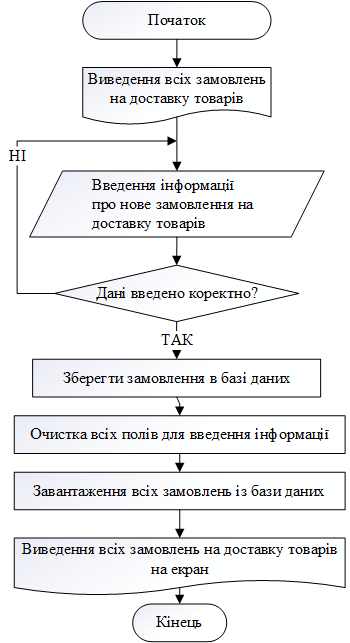 Початок
Виведення всіх замовлень
на доставку товарів
НІ
Введення інформації
про нове замовлення на
доставку товарів
Дані введено коректно?
ТАК
Зберегти замовлення в базі даних
Очистка всіх полів для введення інформації
Завантаження всіх замовлень із бази даних
Виведення всіх замовлень на доставку товарів
на екран
Кінець